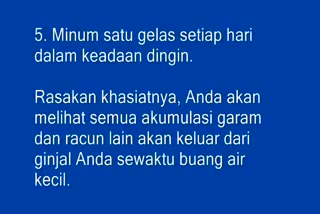 5. Minum satu gelas setiap hari
dalam keadaan dingin.
Rasakan khasiatnya, Anda akan
melihat semua akumulasi garam
dan racun lain akan keluar dari
ginjal Anda sewaktu buang air
kecil.